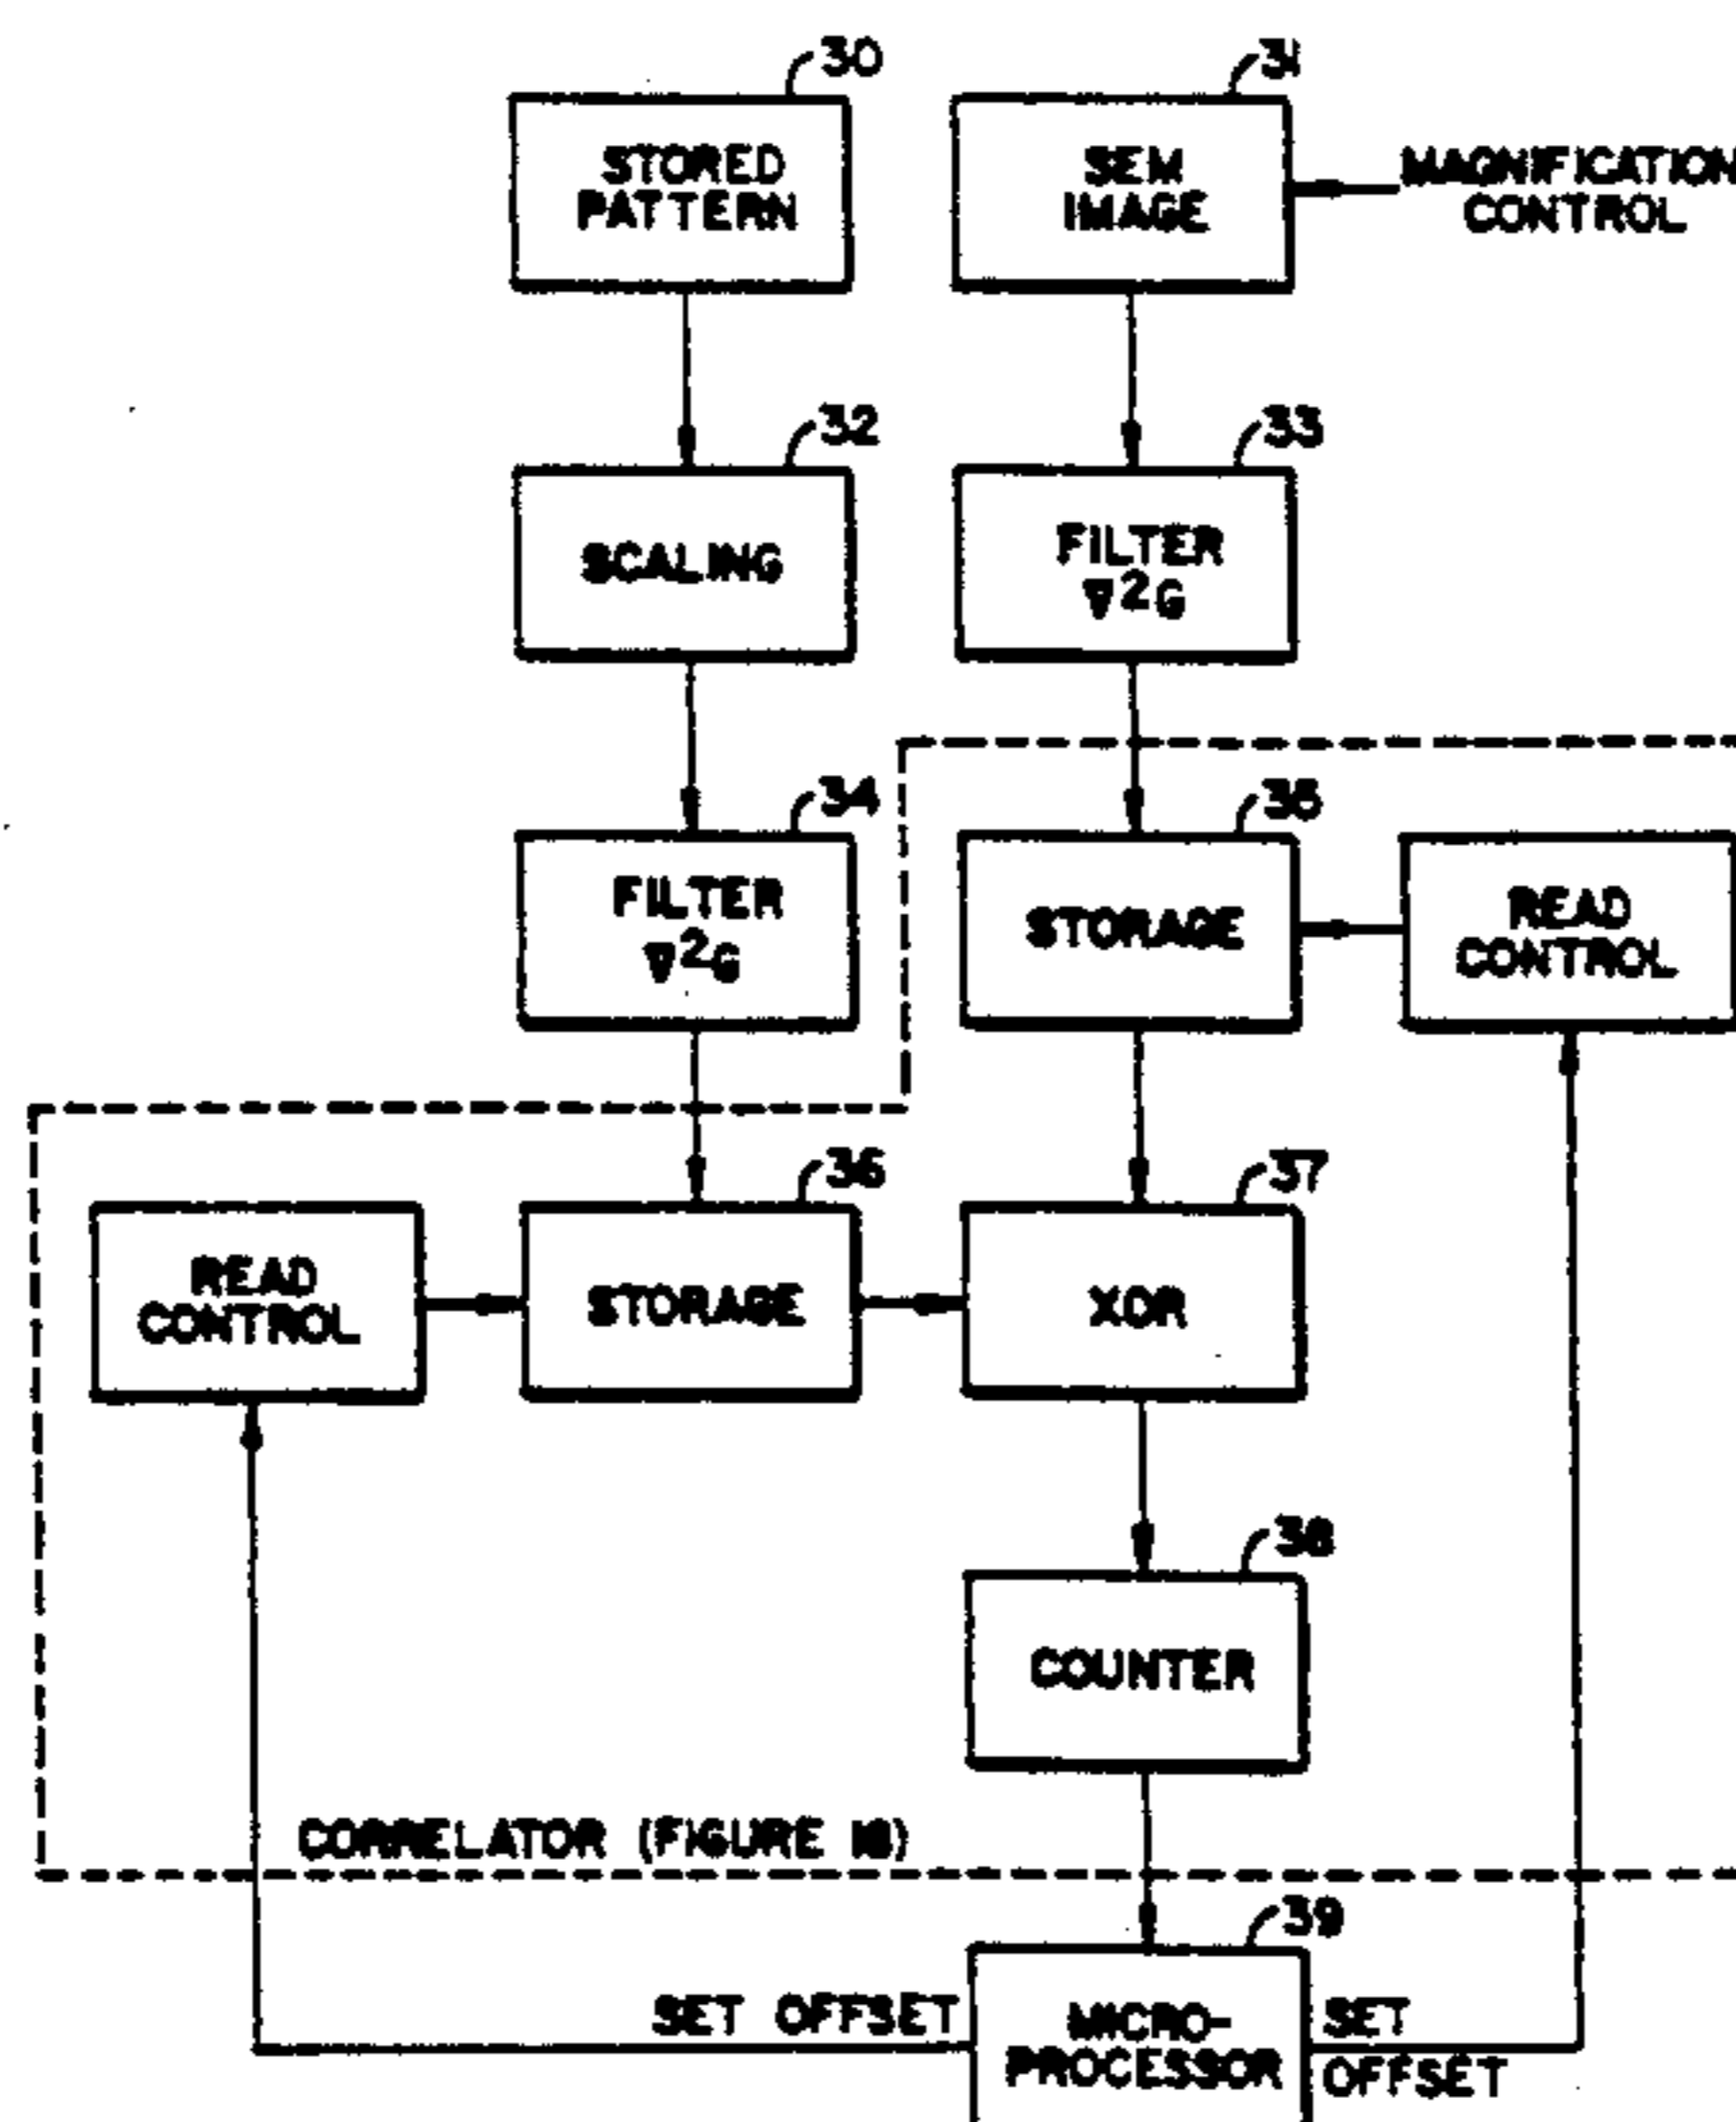 30
31
STORED
PATTERN
SEM
IMAGE
MAGNIFICATION
CONTROL
32
33
SCALING
FILTER
∇²G
34
35
FILTER
∇²G
STORAGE
READ
CONTROL
36
37
READ
CONTROL
STORAGE
XOR
38
COUNTER
CORRELATOR (FIGURE 10)
39
SET OFFSET
MICRO-
PROCESSOR
SET
OFFSET